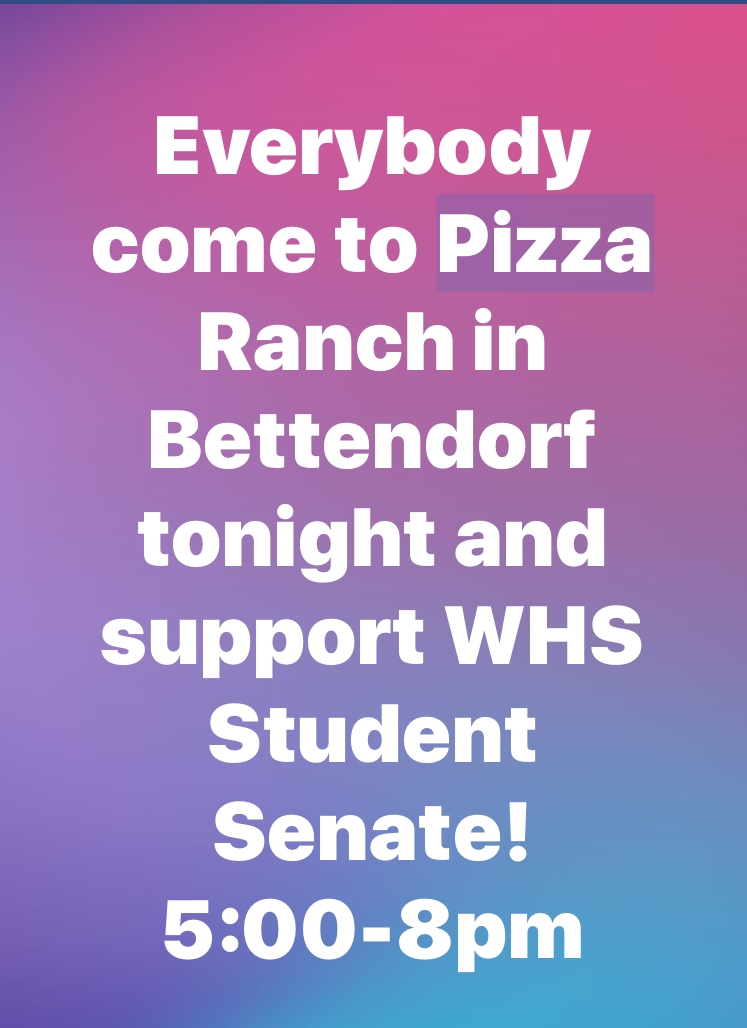 Everybody
come to Pizza
Ranch in
Bettendorf
tonight and
support WHS
Student
Senate!
5:00-8pm